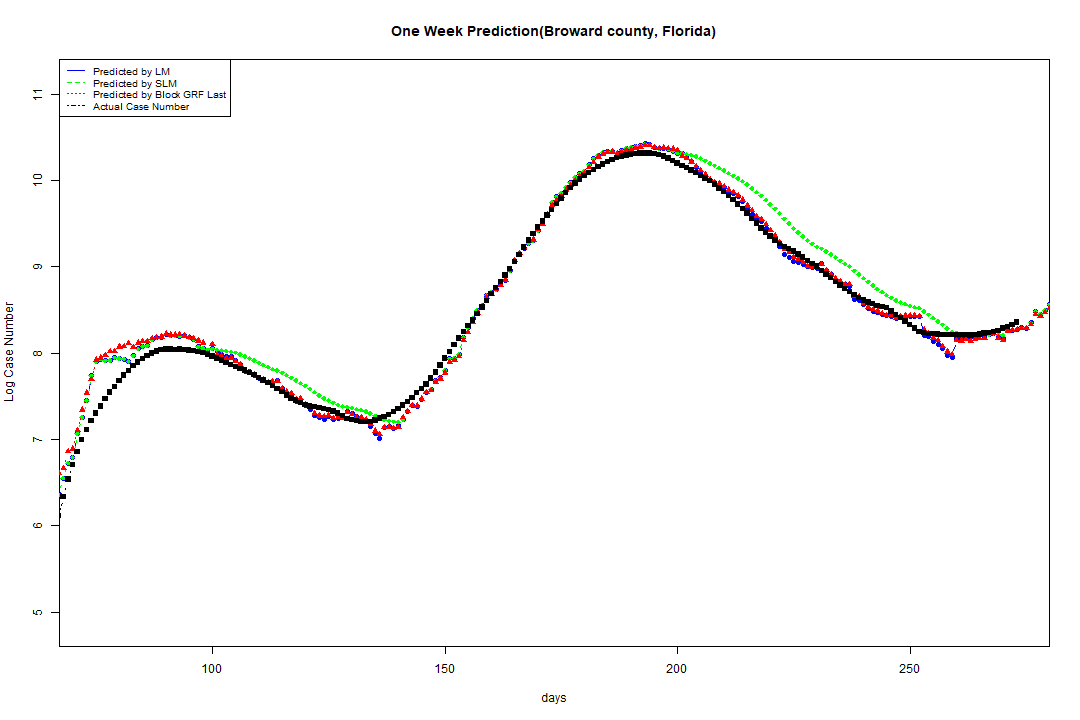 One Week Prediction(Broward county, Florida)
Predicted by LM
Predicted by SLM
Predicted by Block GRF Last
Actual Case Number
11
10
9
8
7
6
5
Log Case Number
100 150 200 250
days